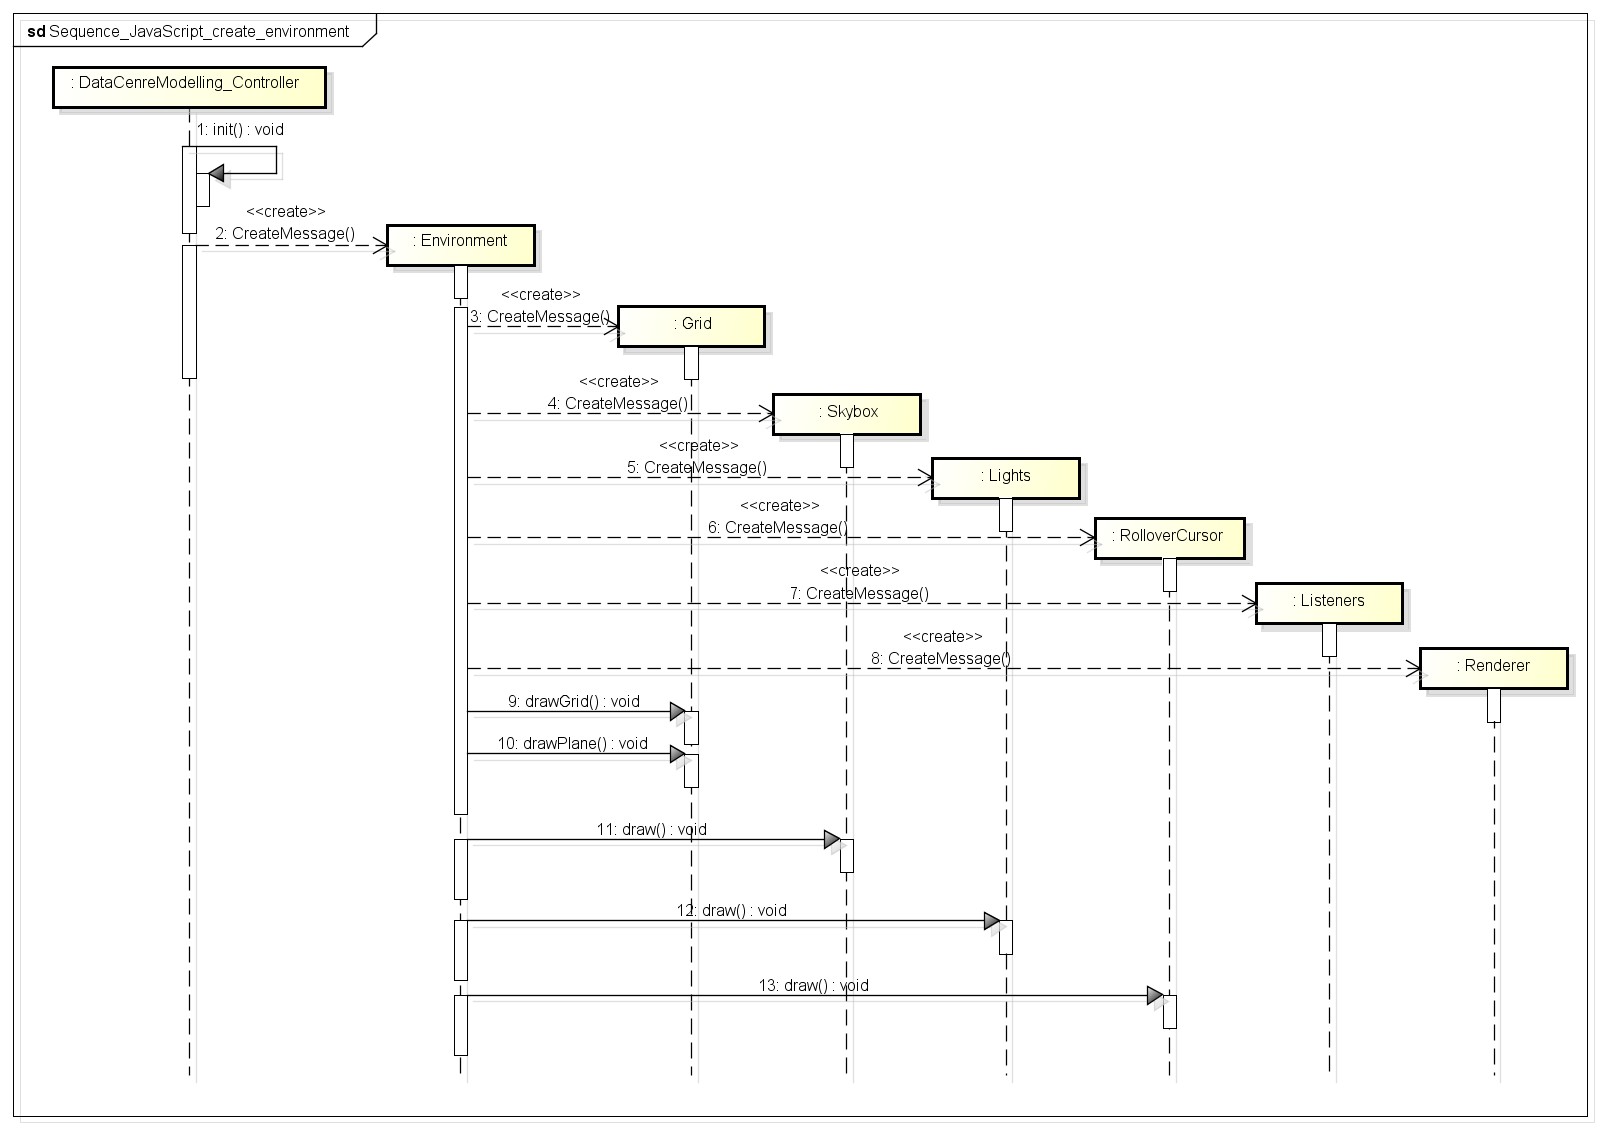 sd Sequence_JavaScript_create_environment
: DataCenreModelling_Controller
1: init() : void
<<create>>
2: CreateMessage()
: Environment
<<create>>
3: CreateMessage()
: Grid
<<create>>
4: CreateMessage()
: Skybox
<<create>>
5: CreateMessage()
: Lights
<<create>>
6: CreateMessage()
: RolloverCursor
<<create>>
7: CreateMessage()
: Listeners
<<create>>
8: CreateMessage()
: Renderer
9: drawGrid() : void
10: drawPlane() : void
11: draw() : void
12: draw() : void
13: draw() : void